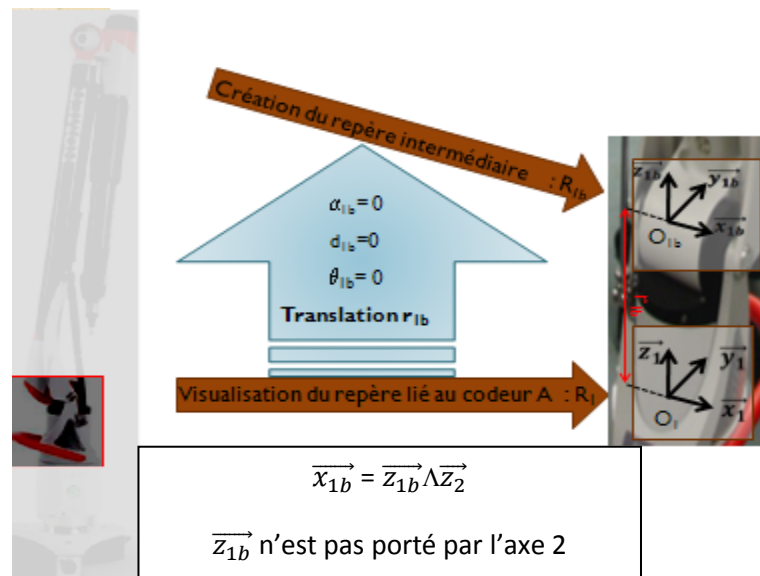 Création du repère intermédiaire : R₁b
α₁b=0
d₁b=0
θ₁b= 0
Translation r₁b
Visualisation du repère lié au codeur A : R₁
z₁b y₁b
x₁b
O₁b
z₁ y₁
x₁
O₁
x₁b = z₁b Λ z₂
z₁b n'est pas porté par l'axe 2